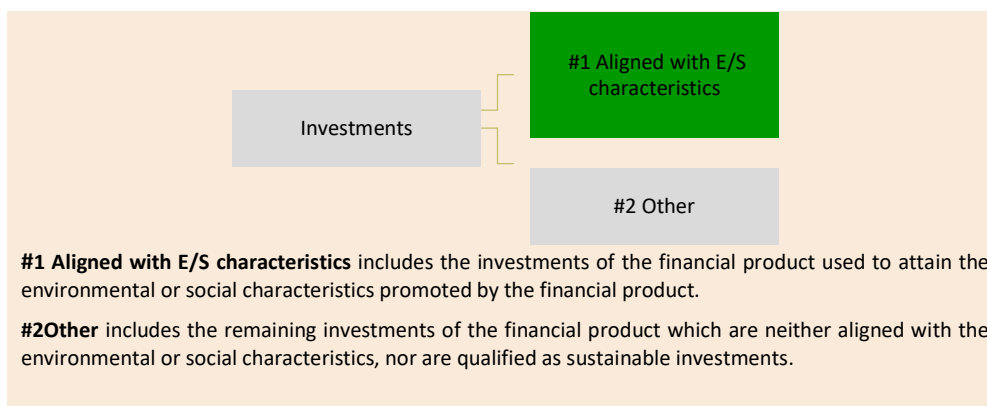 #1 Aligned with E/S
characteristics
Investments
#2 Other
#1 Aligned with E/S characteristics includes the investments of the financial product used to attain the
environmental or social characteristics promoted by the financial product.
#2Other includes the remaining investments of the financial product which are neither aligned with the
environmental or social characteristics, nor are qualified as sustainable investments.